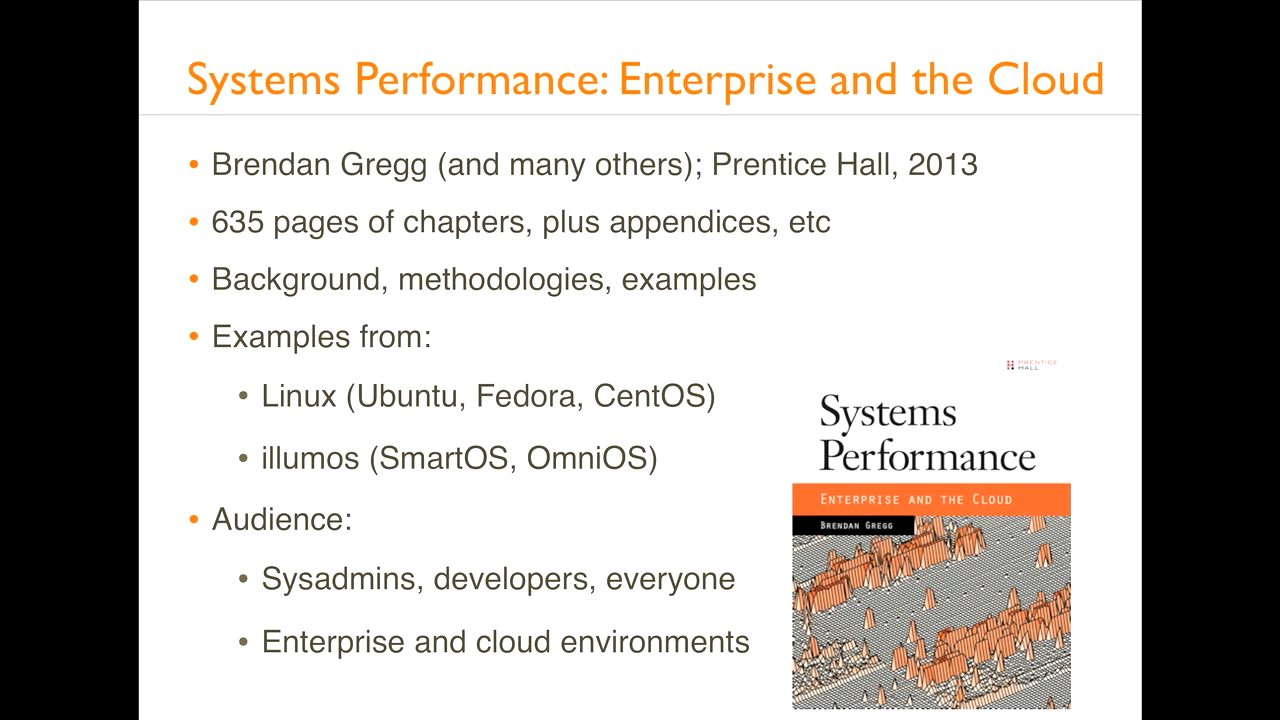 Systems Performance: Enterprise and the Cloud
• Brendan Gregg (and many others); Prentice Hall, 2013
• 635 pages of chapters, plus appendices, etc
• Background, methodologies, examples
• Examples from:
• Linux (Ubuntu, Fedora, CentOS)
• illumos (SmartOS, OmniOS)
• Audience:
• Sysadmins, developers, everyone
• Enterprise and cloud environments
PRENTICE
HALL
Systems
Performance
ENTERPRISE AND THE CLOUD
BRENDAN GREGG